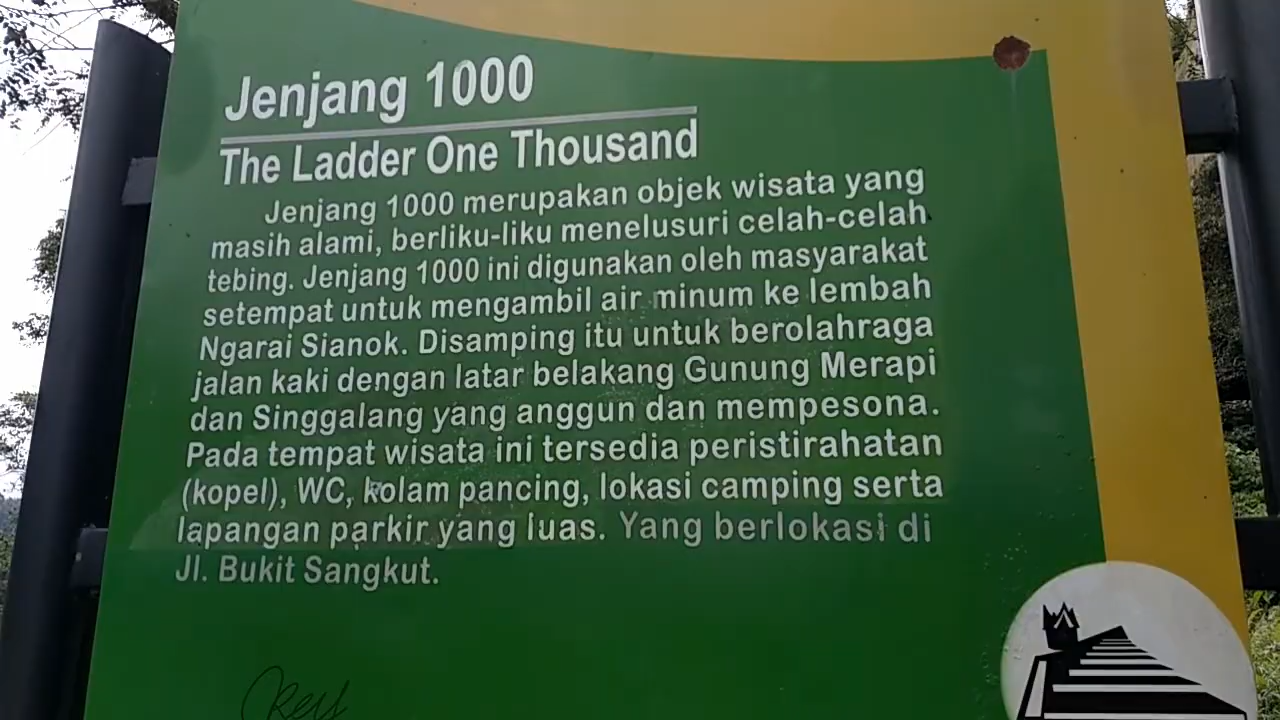 Jenjang 1000
The Ladder One Thousand
Jenjang 1000 merupakan objek wisata yang
masih alami, berliku-liku menelusuri celah-celah
tebing. Jenjang 1000 ini digunakan oleh masyarakat
setempat untuk mengambil air minum ke lembah
Ngarai Sianok. Disamping itu untuk berolahraga
jalan kaki dengan latar belakang Gunung Merapi
dan Singgalang yang anggun dan mempesona.
Pada tempat wisata ini tersedia peristirahatan
(kopel), WC, kolam pancing, lokasi camping serta
lapangan parkir yang luas. Yang berlokasi di
Jl. Bukit Sangkut.